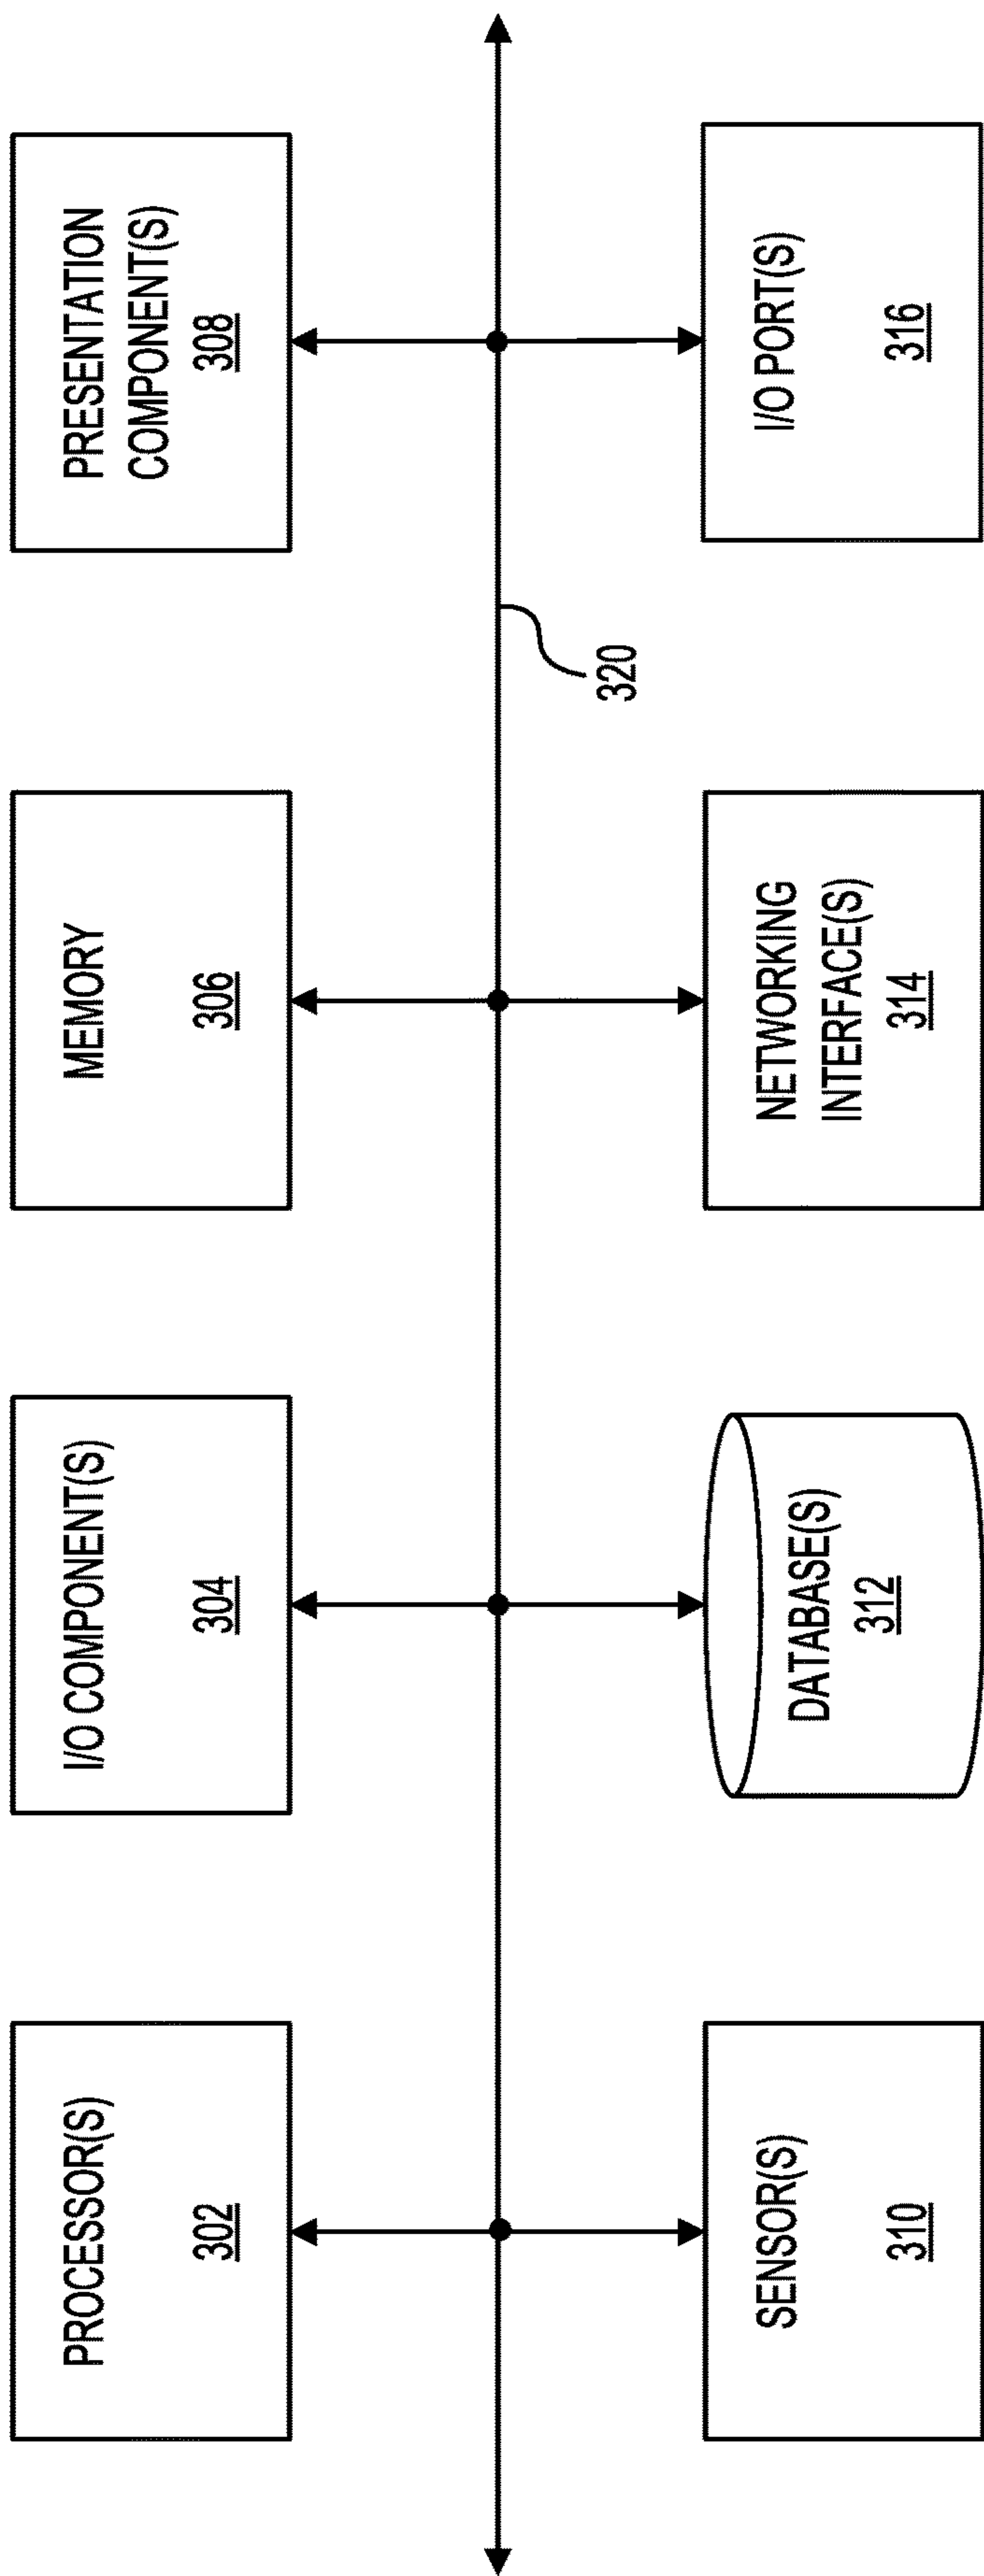 PROCESSOR(S)
302
I/O COMPONENT(S)
304
MEMORY
306
PRESENTATION
COMPONENT(S)
308
320
SENSOR(S)
310
DATABASE(S)
312
NETWORKING
INTERFACE(S)
314
I/O PORT(S)
316